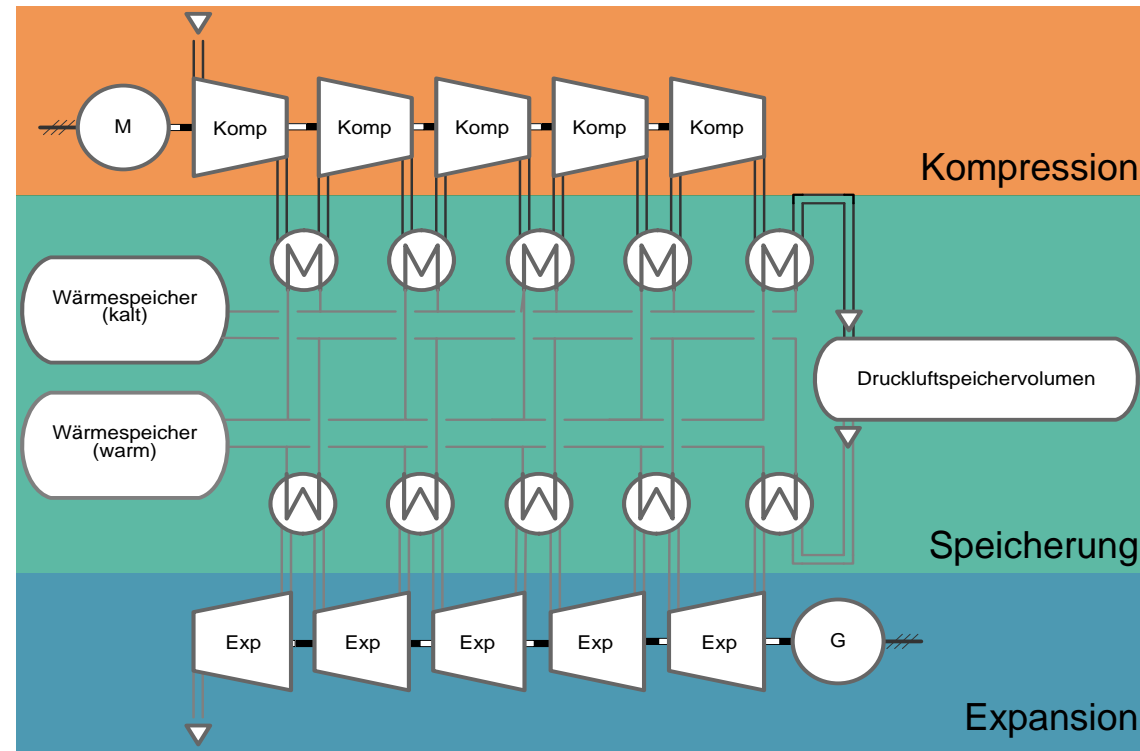 M
Komp
Komp
Komp
Komp
Komp
Kompression
Wärmespeicher
(kalt)
Druckluftspeichervolumen
Wärmespeicher
(warm)
Speicherung
Exp
Exp
Exp
Exp
Exp
G
Expansion